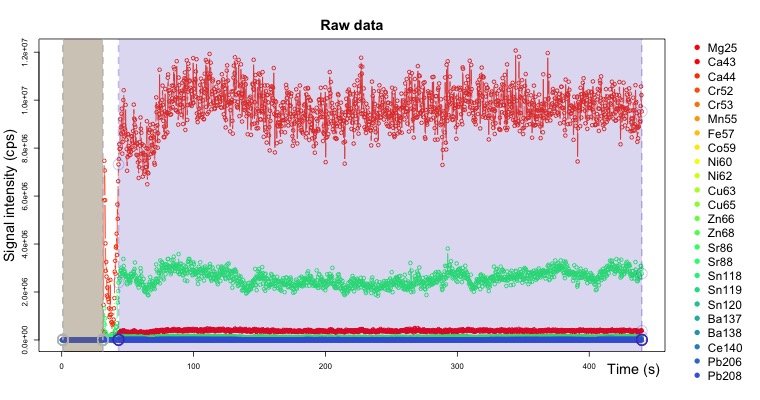 Raw data
Signal intensity (cps)
1.2e+07
1.0e+07
8.0e+06
6.0e+06
4.0e+06
2.0e+06
0.0e+00
0 100 200 300 400
Time (s)
Mg25
Ca43
Ca44
Cr52
Cr53
Mn55
Fe57
Co59
Ni60
Ni62
Cu63
Cu65
Zn66
Zn68
Sr86
Sr88
Sn118
Sn119
Sn120
Ba137
Ba138
Ce140
Pb206
Pb208